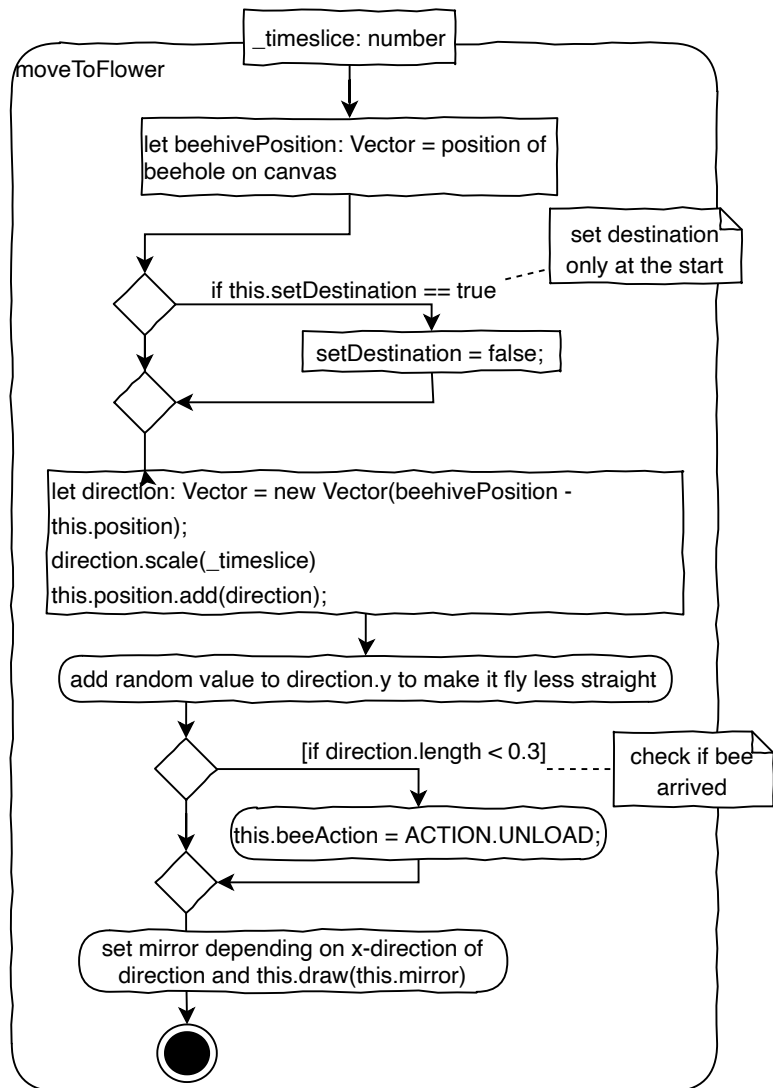 _timeslice: number
moveToFlower
let beehivePosition: Vector = position of
beehole on canvas
set destination
only at the start
if this.setDestination == true
setDestination = false;
let direction: Vector = new Vector(beehivePosition -
this.position);
direction.scale(_timeslice)
this.position.add(direction);
add random value to direction.y to make it fly less straight
[if direction.length < 0.3]
check if bee
arrived
this.beeAction = ACTION.UNLOAD;
set mirror depending on x-direction of
direction and this.draw(this.mirror)